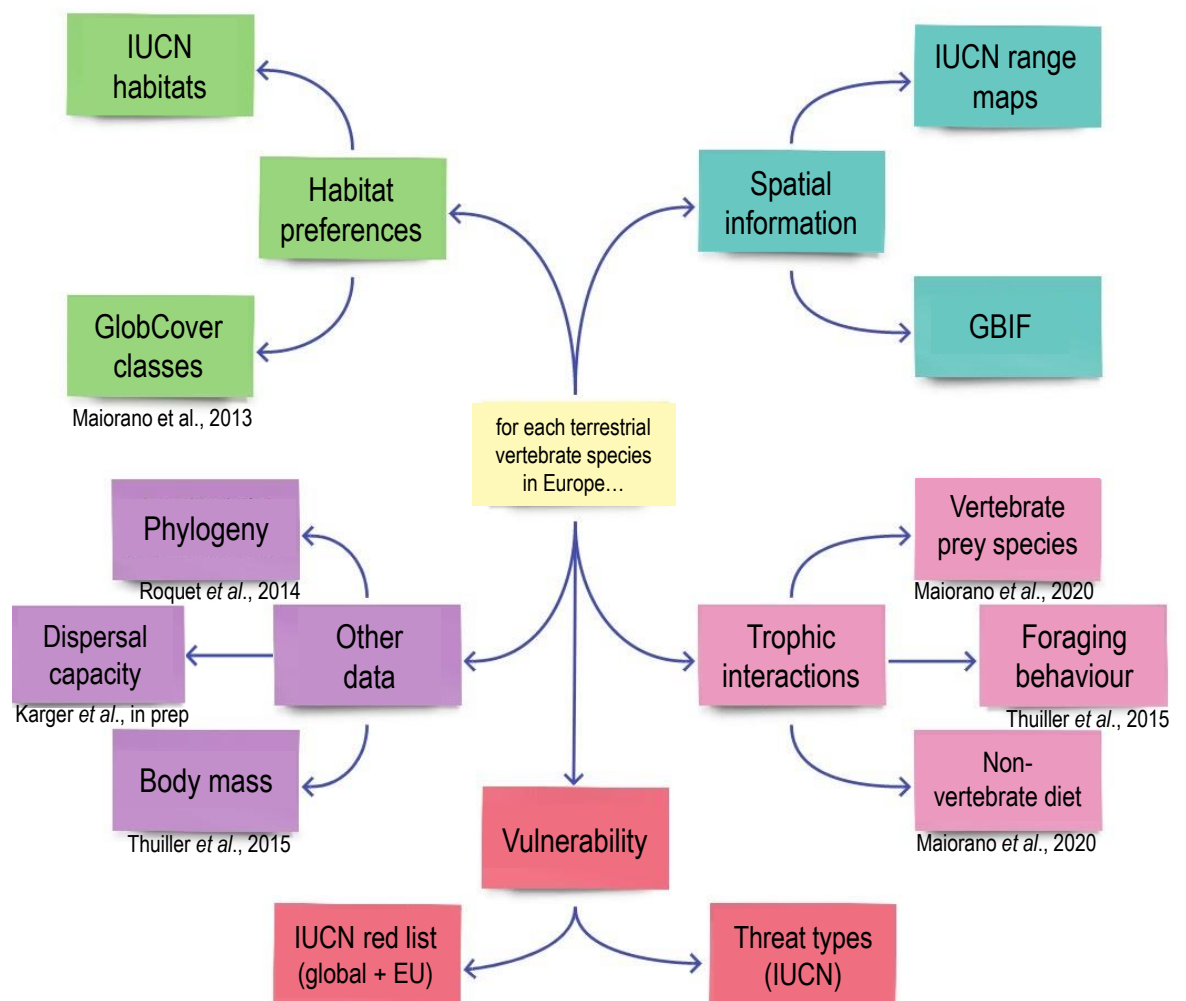 IUCN
habitats
IUCN range
maps
Habitat
preferences
Spatial
information
GlobCover
classes
Maiorano et al., 2013
GBIF
for each terrestrial
vertebrate species
in Europe…
Phylogeny
Roquet et al., 2014
Vertebrate
prey species
Maiorano et al., 2020
Dispersal
capacity
Karger et al., in prep
Other
data
Trophic
interactions
Foraging
behaviour
Thuiller et al., 2015
Body mass
Thuiller et al., 2015
Non-
vertebrate diet
Maiorano et al., 2020
Vulnerability
IUCN red list
(global + EU)
Threat types
(IUCN)